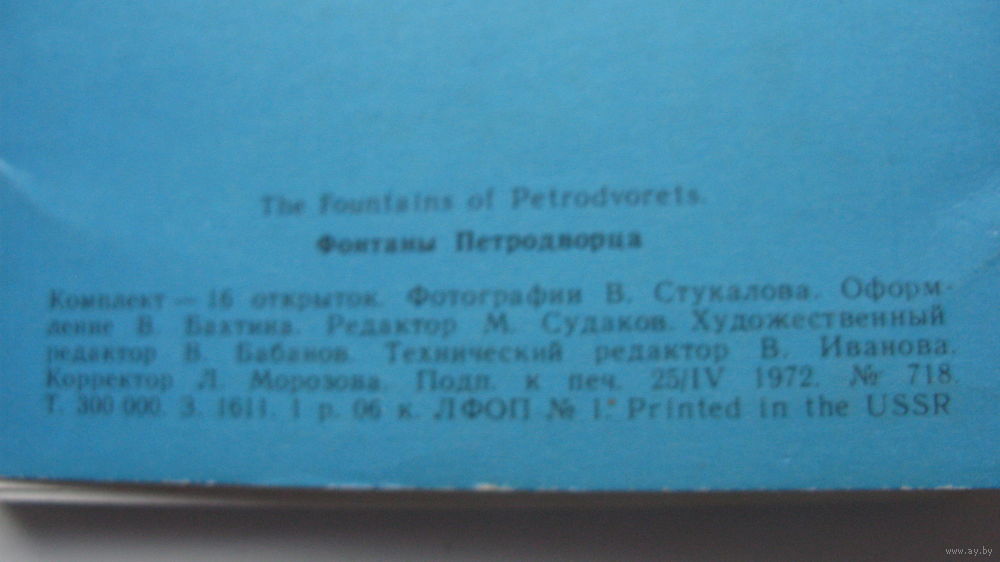 The Fountains of Petrodvorets.
Фонтаны Петродворца
Комплект — 16 открыток. Фотографии В. Стукалова. Оформ-
ление В. Бахтина. Редактор М. Судаков. Художественный
редактор В. Бабанов. Технический редактор В. Иванова.
Корректор Л. Морозова. Подп. к печ. 25/IV 1972. № 718.
Т. 300 000. З. 1611. 1 р. 06 к. ЛФОП № 1. Printed in the USSR
www.ay.by